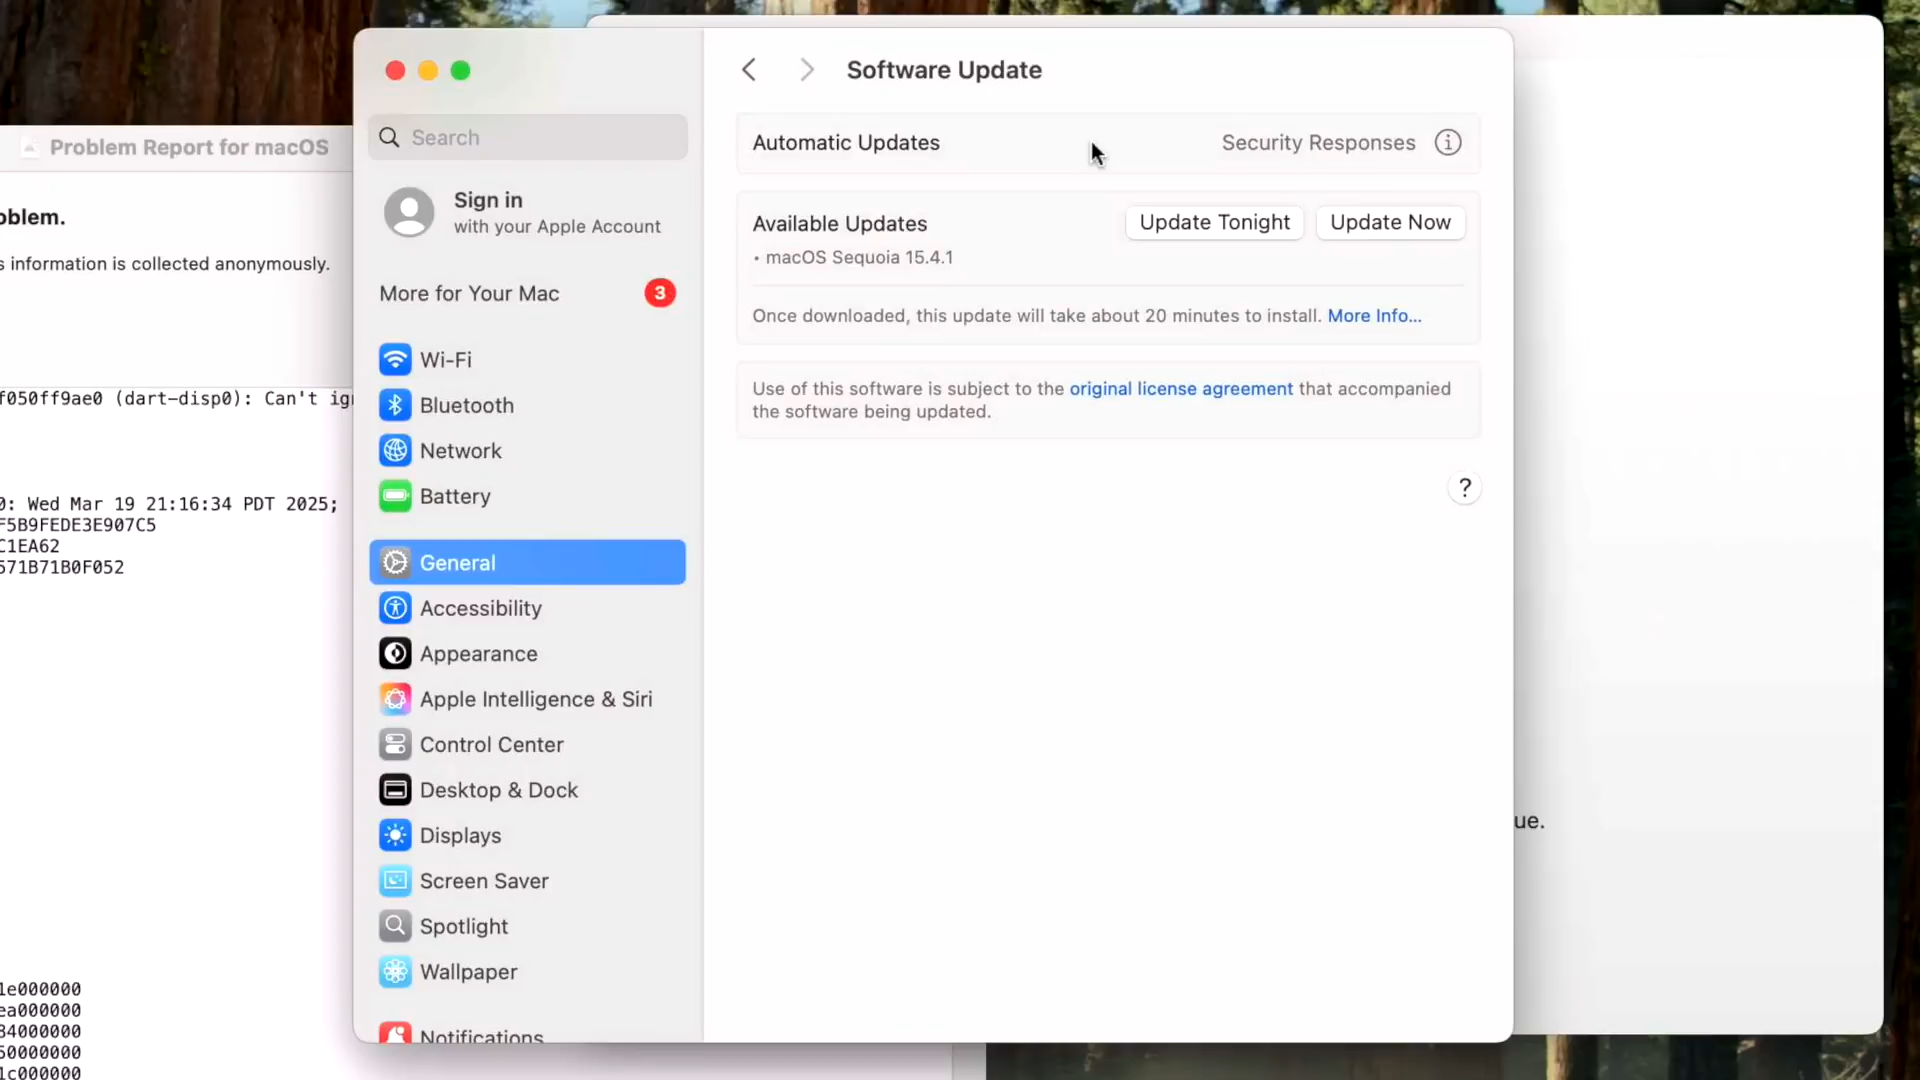 Problem Report for macOS
oblem.
s information is collected anonymously.
f050ff9ae0 (dart-disp0): Can't ign
0: Wed Mar 19 21:16:34 PDT 2025;
F5B9FEDE3E907C5
C1EA62
571B71B0F052
1e000000
ea000000
84000000
50000000
1c000000
Search
Sign in
with your Apple Account
More for Your Mac
3
Wi-Fi
Bluetooth
Network
Battery
General
Accessibility
Appearance
Apple Intelligence & Siri
Control Center
Desktop & Dock
Displays
Screen Saver
Spotlight
Wallpaper
Notifications
Software Update
Automatic Updates
Security Responses
Available Updates
Update Tonight
Update Now
• macOS Sequoia 15.4.1
Once downloaded, this update will take about 20 minutes to install. More Info...
Use of this software is subject to the original license agreement that accompanied
the software being updated.
?
ue.